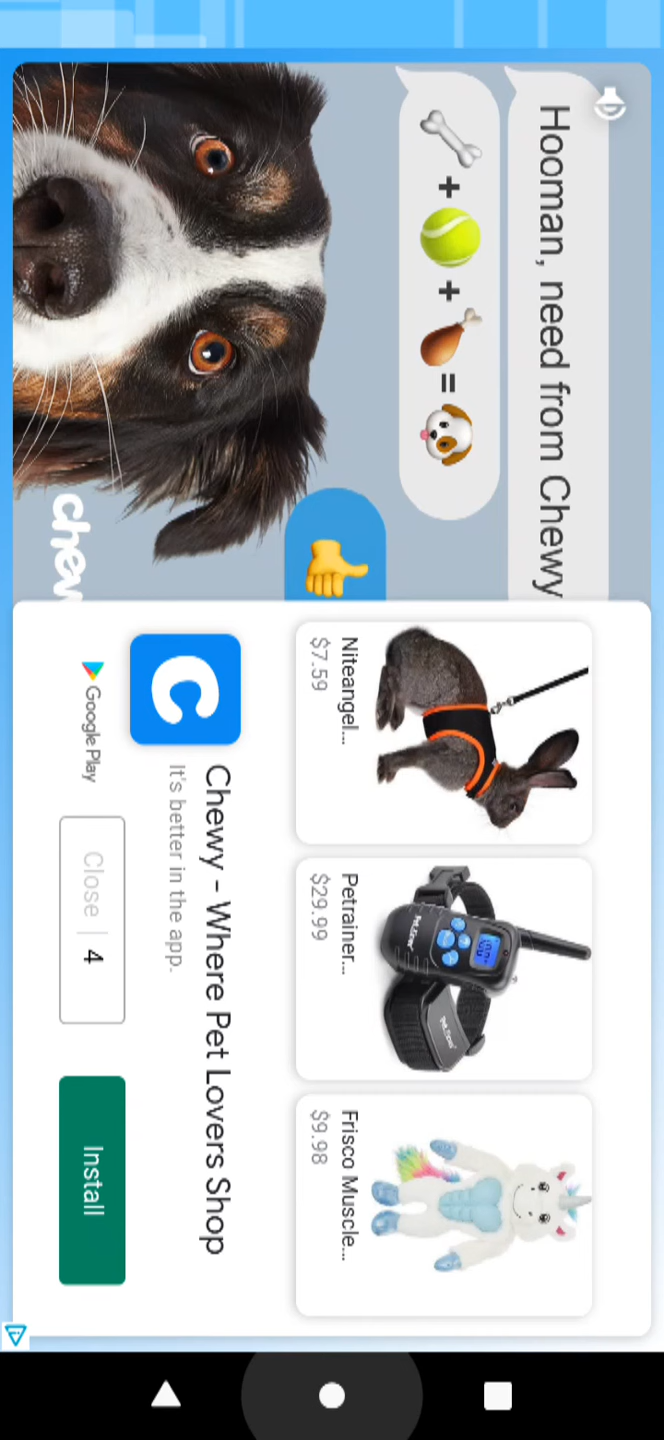 Hooman, need from Chewy
+ + =
chew
Niteangel...
$7.59
Petrainer...
$29.99
Frisco Muscle...
$9.98
Chewy - Where Pet Lovers Shop
It's better in the app.
Google Play
Close | 4
Install